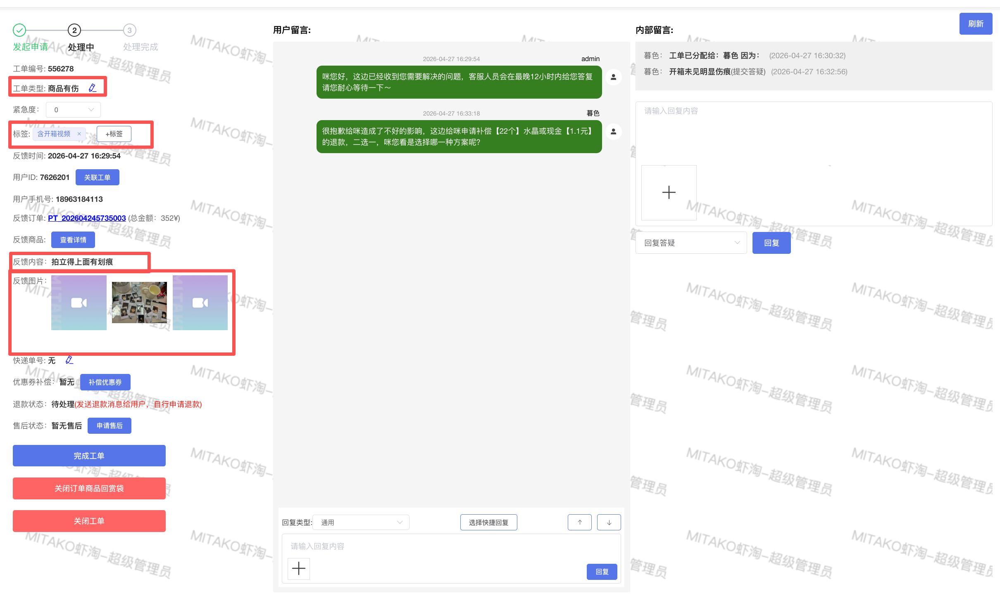 刷新
发起申请
2
处理中
3
处理完成
工单编号: 556278
工单类型: 商品有伤
紧急度: 0
标签: 含开箱视频 × +标签
反馈时间: 2026-04-27 16:29:54
用户ID: 7626201 关联工单
用户手机号: 18963184113
反馈订单: PT_202604245735003 (总金额: 352¥)
反馈商品: 查看详情
反馈内容: 拍立得上面有划痕
反馈图片:
快递单号: 无
优惠券补偿: 暂无 补偿优惠券
退款状态: 待处理(发送退款消息给用户，自行申请退款)
售后状态: 暂无售后 申请售后
完成工单
关闭订单商品回赏袋
关闭工单
用户留言:
2026-04-27 16:29:54 admin
咪您好，这边已经收到您需要解决的问题，客服人员会在最晚12小时内给您答复
请您耐心等待一下～
2026-04-27 16:33:18 暮色
很抱歉给咪造成了不好的影响，这边给咪申请补偿【22个】水晶或现金【1.1元】
的退款，二选一，咪您看是选择哪一种方案呢?
回复类型: 通用 选择快捷回复 ↑ ↓
请输入回复内容
回复
内部留言:
暮色: 工单已分配给: 暮色 因为: (2026-04-27 16:30:32)
暮色: 开箱未见明显伤痕(提交答疑) (2026-04-27 16:32:56)
请输入回复内容
回复答疑 回复
MITAKO虾淘-超级管理员